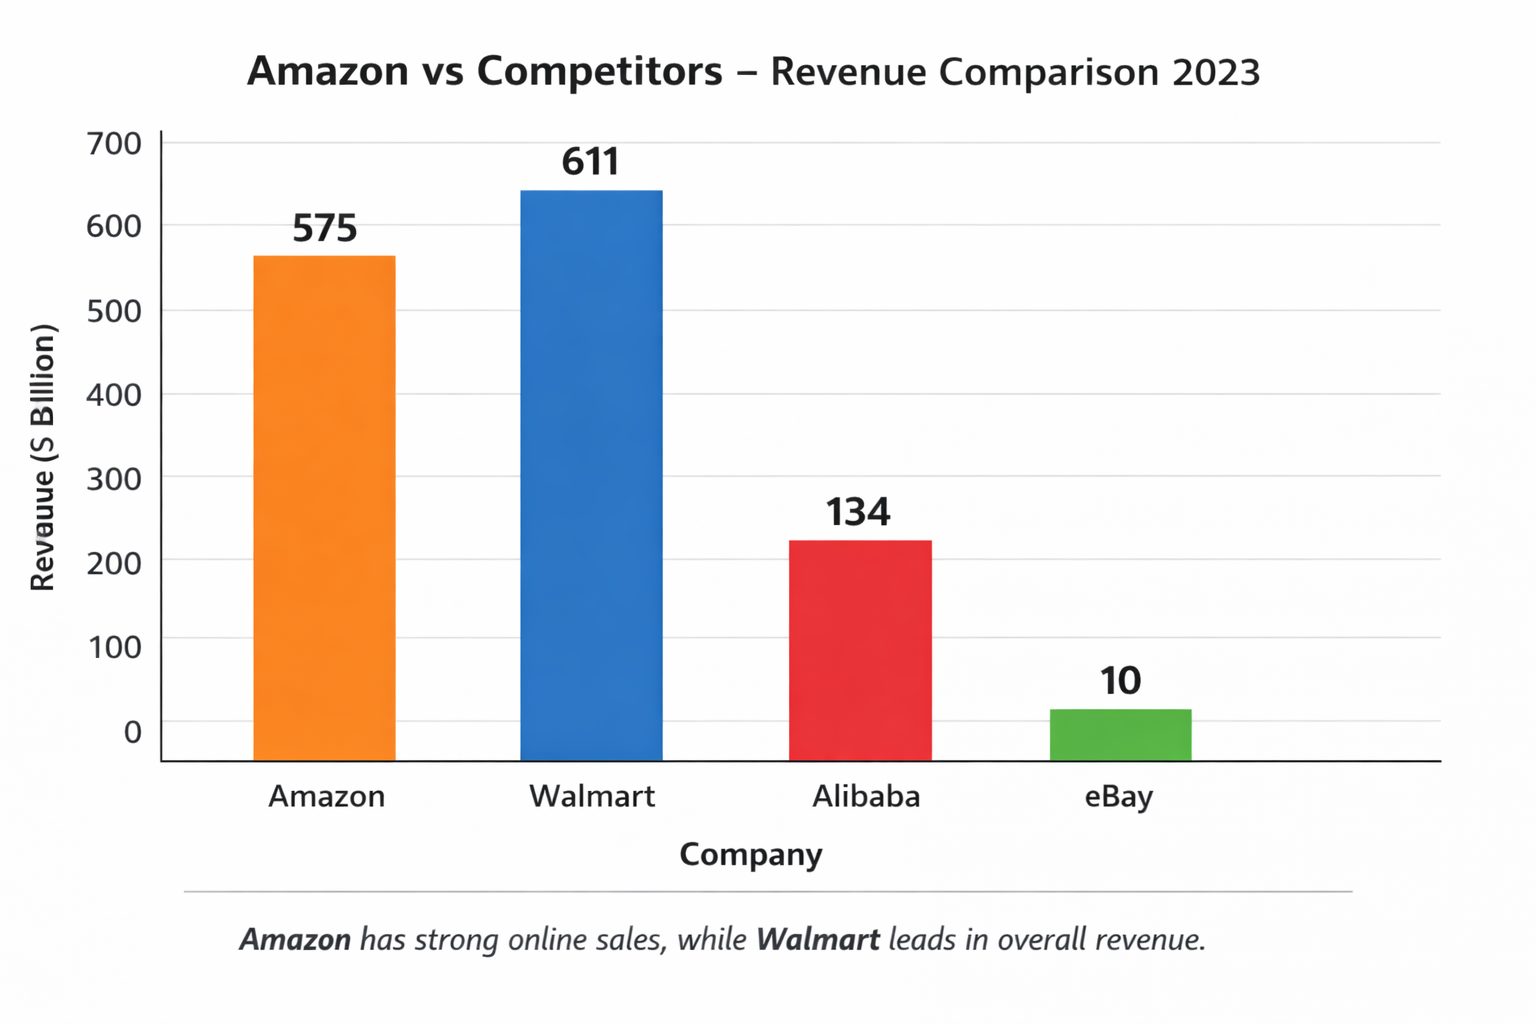 Amazon vs Competitors – Revenue Comparison 2023
Revauue ($ BIllion)
700
600
500
400
300
200
100
0
575
611
134
10
Amazon
Walmart
Alibaba
eBay
Company
Amazon has strong online sales, while Walmart leads in overall revenue.